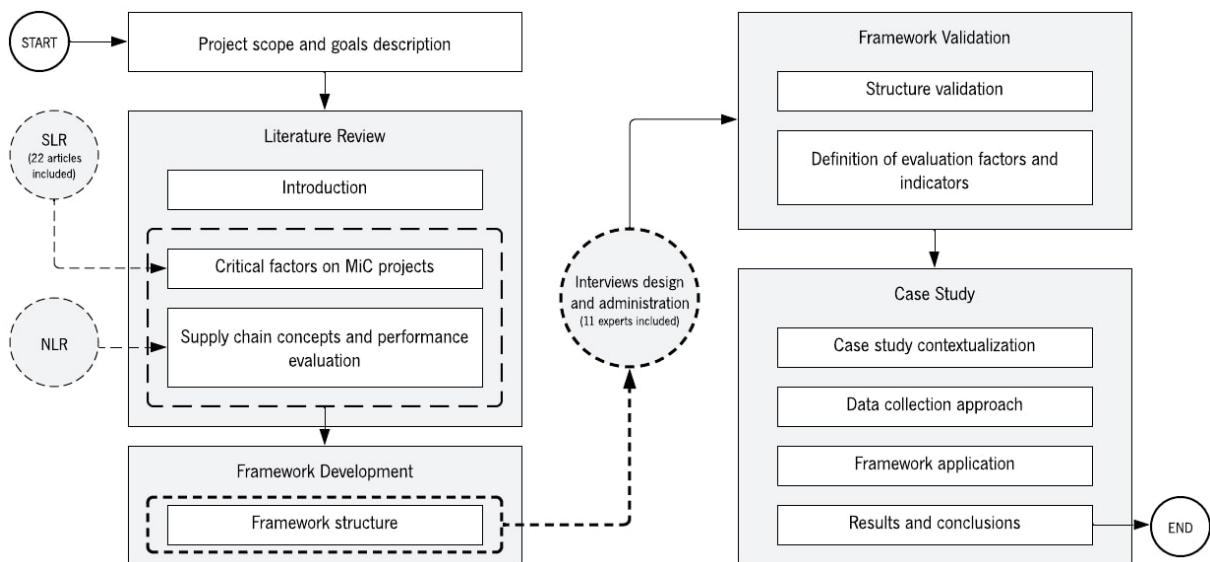 START
Project scope and goals description
Literature Review
SLR
(22 articles
included)
Introduction
Critical factors on MiC projects
NLR
Supply chain concepts and performance
evaluation
Framework Development
Framework structure
Interviews design
and administration
(11 experts included)
Framework Validation
Structure validation
Definition of evaluation factors and
indicators
Case Study
Case study contextualization
Data collection approach
Framework application
Results and conclusions
END